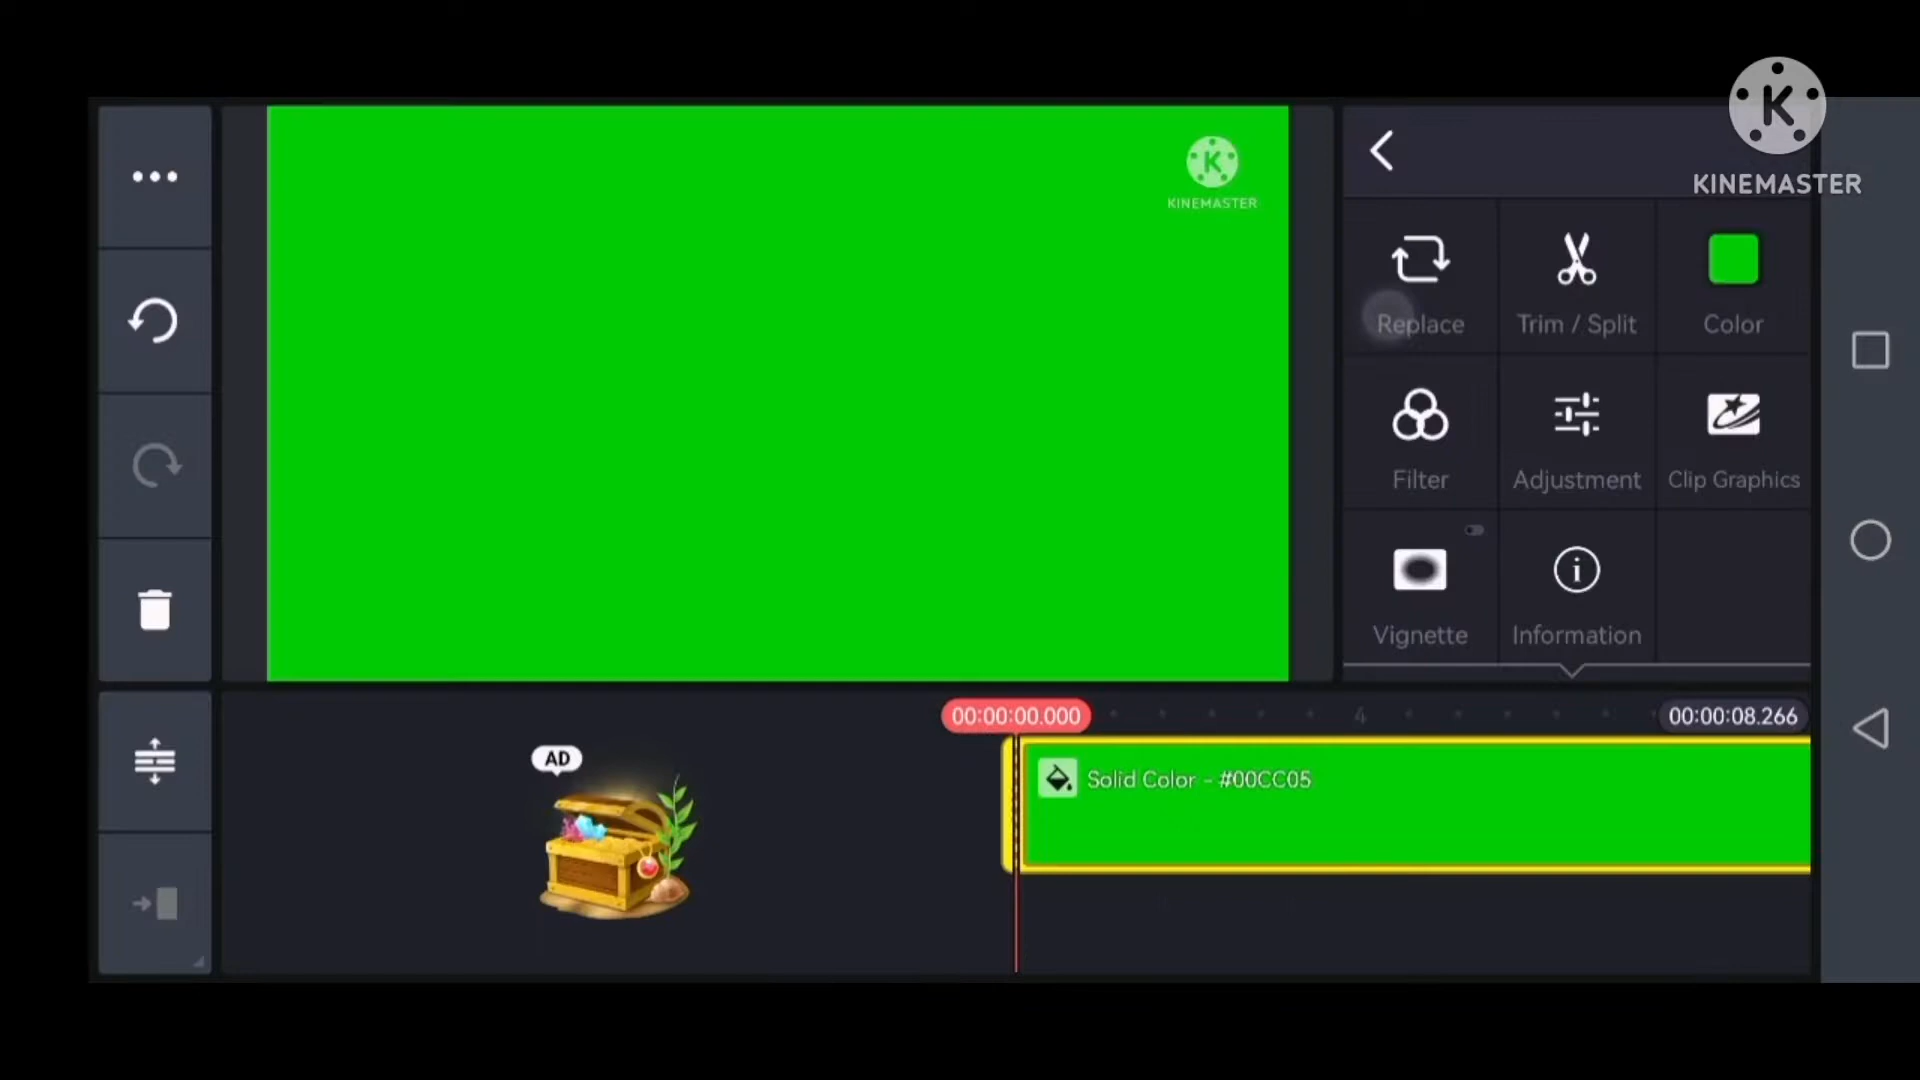 K
KINEMASTER
K
KINEMASTER
Replace
Trim / Split
Color
Filter
Adjustment
Clip Graphics
Vignette
Information
00:00:00.000
4
00:00:08.266
AD
Solid Color - #00CC05